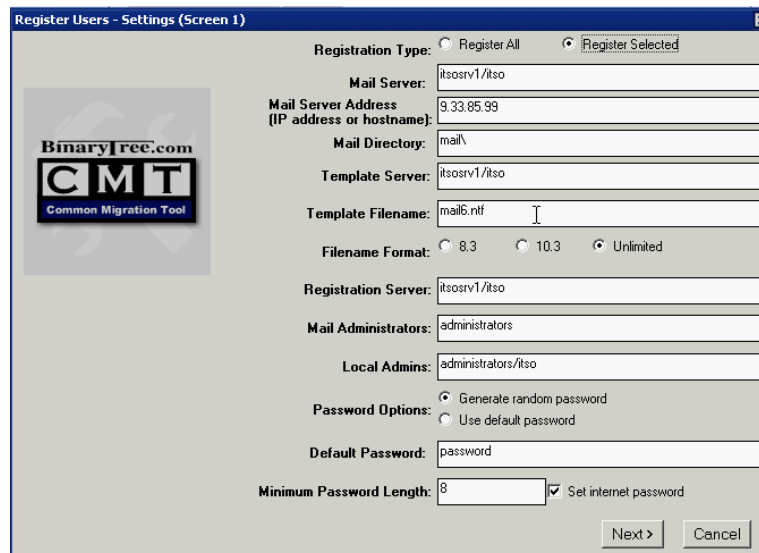 Register Users - Settings (Screen 1)
Registration Type: Register All Register Selected
Mail Server: itsosrv1/itso
Mail Server Address
(IP address or hostname): 9.33.85.99
Mail Directory: mail\
Template Server: itsosrv1/itso
Template Filename: mail6.ntf
Filename Format: 8.3 10.3 Unlimited
Registration Server: itsosrv1/itso
Mail Administrators: administrators
Local Admins: administrators/itso
Password Options: Generate random password
Use default password
Default Password: password
Minimum Password Length: 8 Set internet password
Next > Cancel
BinaryTree.com
CMT
Common Migration Tool